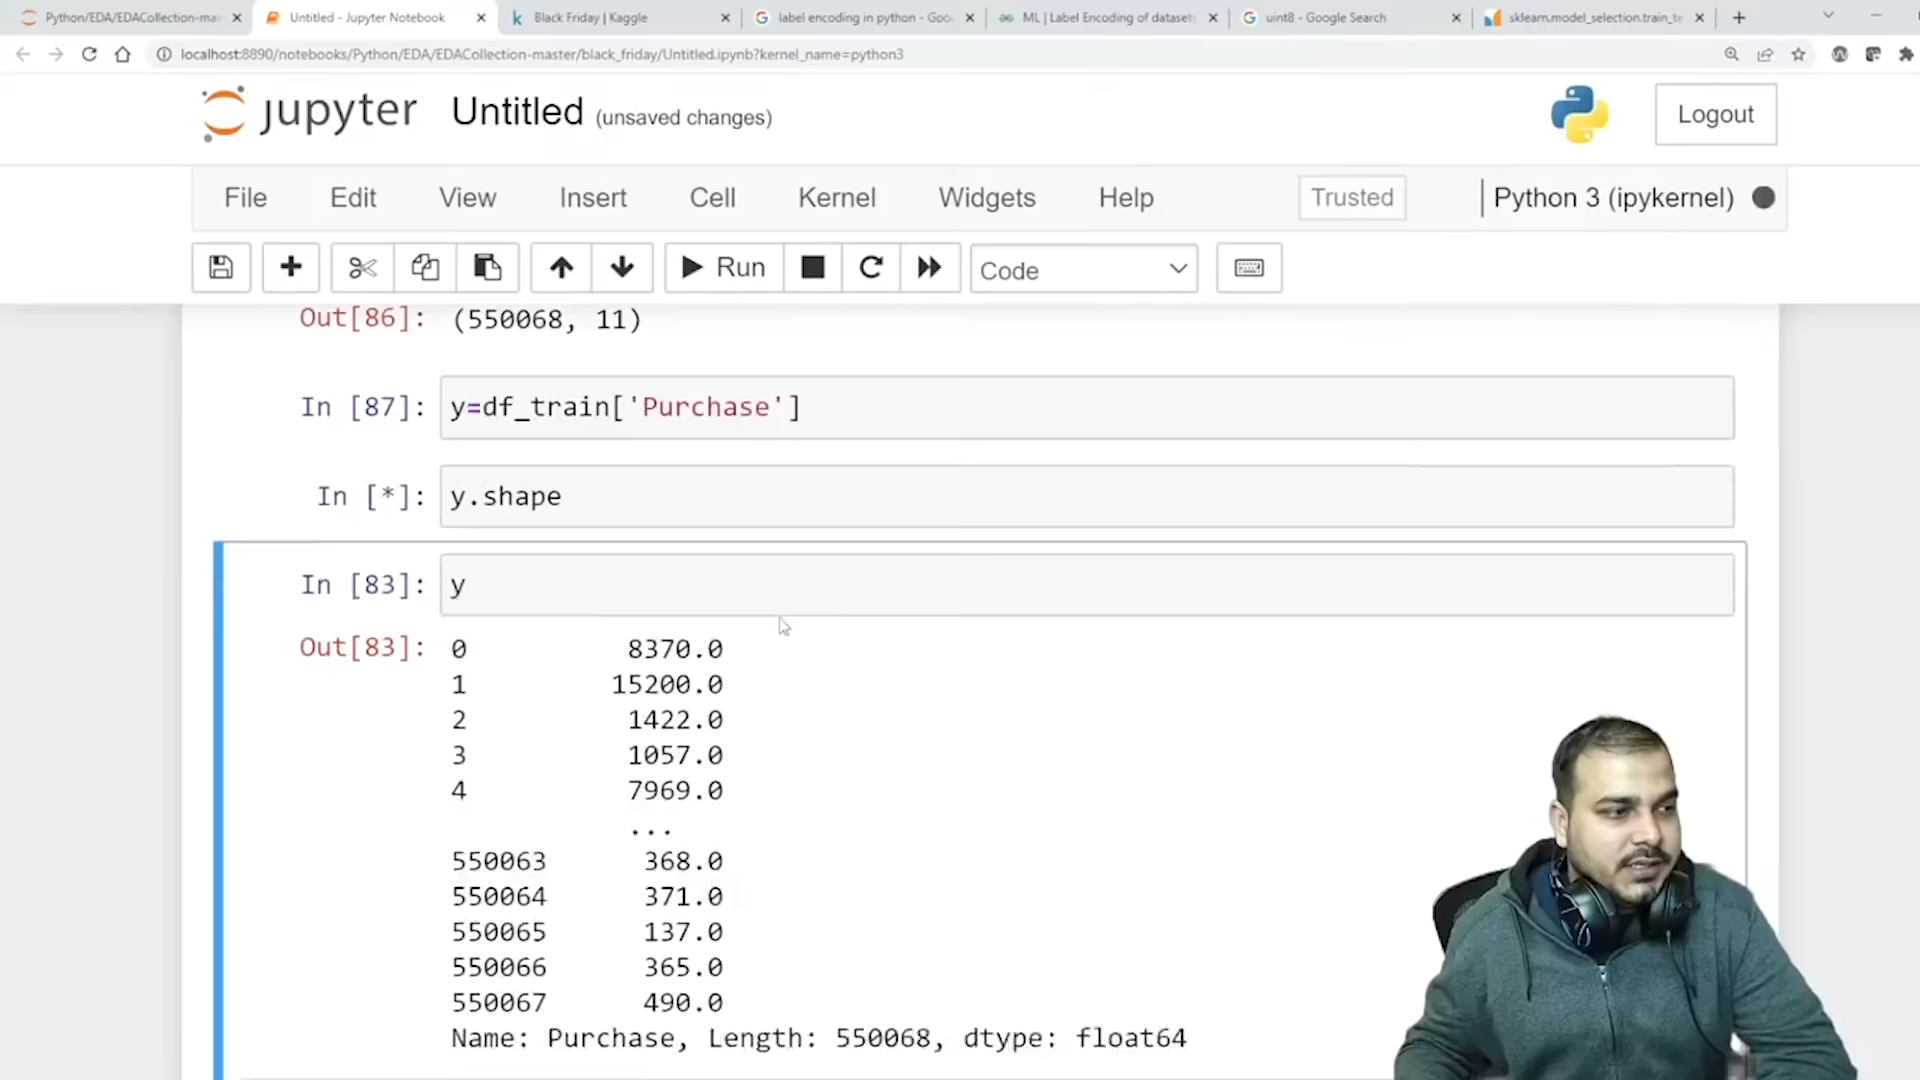 Python/EDA/EDACollection-ma
Untitled - Jupyter Notebook
Black Friday | Kaggle
label encoding in python - Goo
ML | Label Encoding of datasets
uint8 - Google Search
sklearn.model_selection.train_te
localhost:8890/notebooks/Python/EDA/EDACollection-master/black_friday/Untitled.ipynb?kernel_name=python3
jupyter Untitled (unsaved changes)
Logout
File Edit View Insert Cell Kernel Widgets Help Trusted Python 3 (ipykernel)
Run Code
Out[86]: (550068, 11)
In [87]: y=df_train['Purchase']
In [*]: y.shape
In [83]: y
Out[83]: 0 8370.0
1 15200.0
2 1422.0
3 1057.0
4 7969.0
...
550063 368.0
550064 371.0
550065 137.0
550066 365.0
550067 490.0
Name: Purchase, Length: 550068, dtype: float64